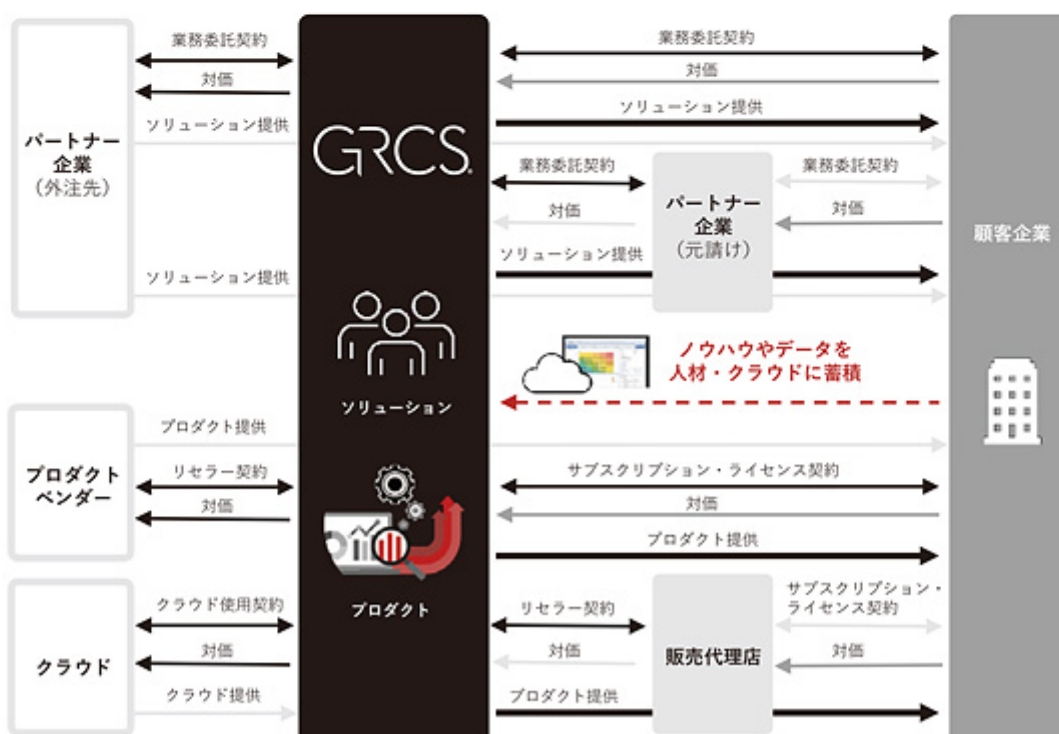 業務委託契約
対価
ソリューション提供
パートナー
企業
(外注先)
ソリューション提供
GRCS
ソリューション
プロダクト
業務委託契約
対価
ソリューション提供
業務委託契約
対価
ソリューション提供
パートナー
企業
(元請け)
業務委託契約
対価
顧客企業
ノウハウやデータを
人材・クラウドに蓄積
プロダクト提供
プロダクト
ベンダー
リセラー契約
対価
サブスクリプション・ライセンス契約
対価
プロダクト提供
クラウド使用契約
クラウド
対価
クラウド提供
リセラー契約
対価
プロダクト提供
販売代理店
サブスクリプション・
ライセンス契約
対価